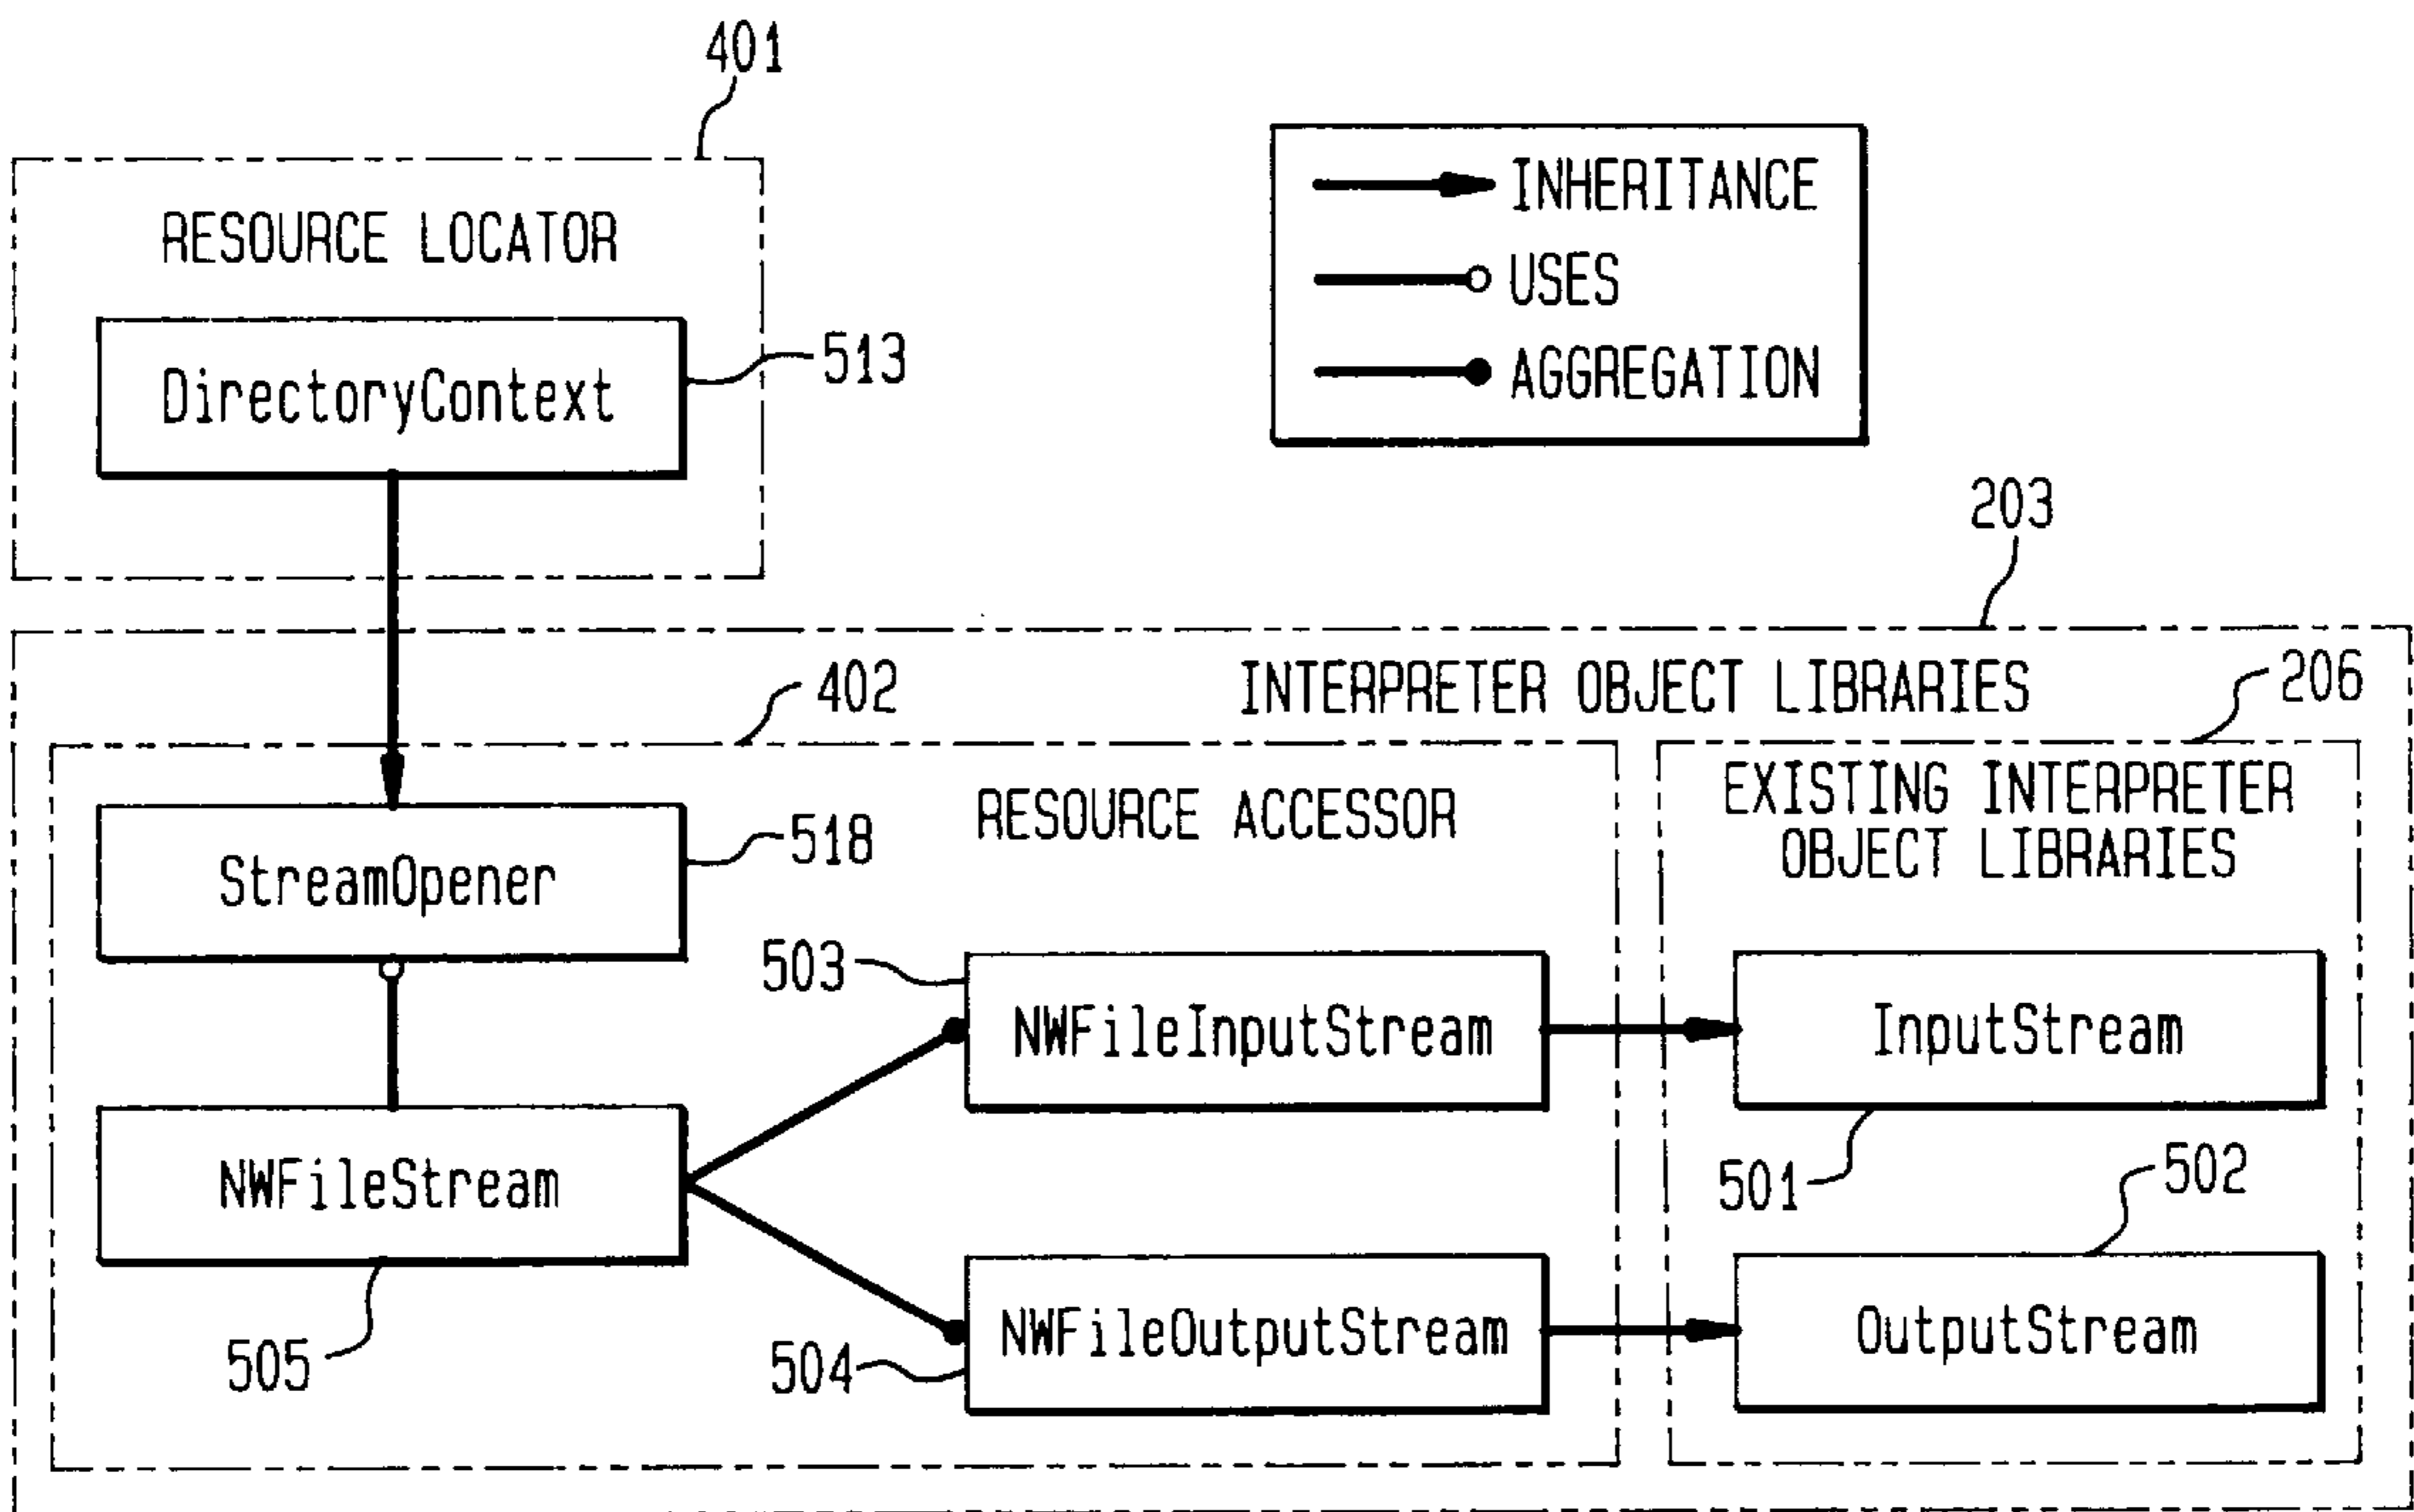 401
RESOURCE LOCATOR
DirectoryContext
513
INHERITANCE
USES
AGGREGATION
203
INTERPRETER OBJECT LIBRARIES
402
206
RESOURCE ACCESSOR
EXISTING INTERPRETER
OBJECT LIBRARIES
StreamOpener
518
503
NWFileInputStream
InputStream
501
NWFileStream
505
502
504
NWFileOutputStream
OutputStream